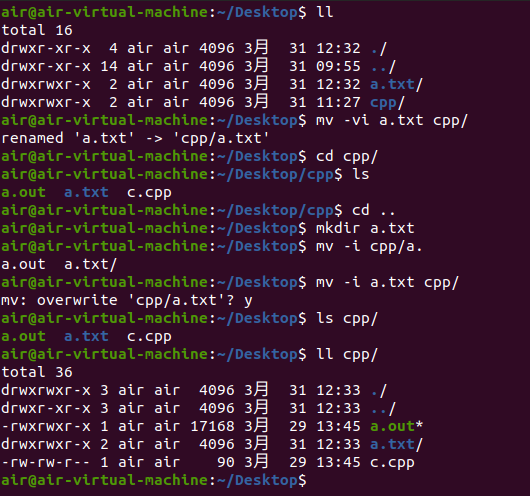 air@air-virtual-machine:~/Desktop$ ll
total 16
drwxr-xr-x  4 air air 4096 3月  31 12:32 ./
drwxr-xr-x 14 air air 4096 3月  31 09:55 ../
drwxrwxr-x  2 air air 4096 3月  31 12:32 a.txt/
drwxrwxr-x  2 air air 4096 3月  31 11:27 cpp/
air@air-virtual-machine:~/Desktop$ mv -vi a.txt cpp/
renamed 'a.txt' -> 'cpp/a.txt'
air@air-virtual-machine:~/Desktop$ cd cpp/
air@air-virtual-machine:~/Desktop/cpp$ ls
a.out  a.txt  c.cpp
air@air-virtual-machine:~/Desktop/cpp$ cd ..
air@air-virtual-machine:~/Desktop$ mkdir a.txt
air@air-virtual-machine:~/Desktop$ mv -i cpp/a.
a.out  a.txt/
air@air-virtual-machine:~/Desktop$ mv -i a.txt cpp/
mv: overwrite 'cpp/a.txt'? y
air@air-virtual-machine:~/Desktop$ ls cpp/
a.out  a.txt  c.cpp
air@air-virtual-machine:~/Desktop$ ll cpp/
total 36
drwxrwxr-x 3 air air  4096 3月  31 12:33 ./
drwxr-xr-x 3 air air  4096 3月  31 12:33 ../
-rwxrwxr-x 1 air air 17168 3月  29 13:45 a.out*
drwxrwxr-x 2 air air  4096 3月  31 12:33 a.txt/
-rw-rw-r-- 1 air air    90 3月  29 13:45 c.cpp
air@air-virtual-machine:~/Desktop$